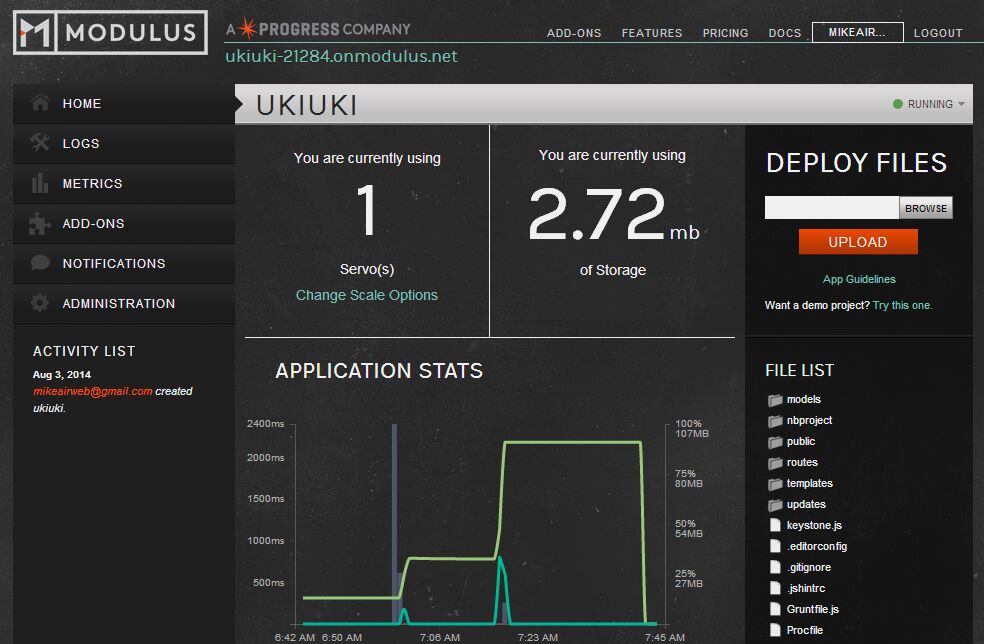 MODULUS
A PROGRESS COMPANY
ADD-ONS FEATURES PRICING DOCS MIKEAIR... LOGOUT
ukiuki-21284.onmodulus.net
HOME
LOGS
METRICS
ADD-ONS
NOTIFICATIONS
ADMINISTRATION
ACTIVITY LIST
Aug 3, 2014
mikeairweb@gmail.com created
ukiuki.
UKIUKI
RUNNING
You are currently using
1
Servo(s)
Change Scale Options
You are currently using
2.72 mb
of Storage
APPLICATION STATS
2400ms
2000ms
1500ms
1000ms
500ms
100%
107MB
75%
80MB
50%
54MB
25%
27MB
6:42 AM 6:50 AM 7:06 AM 7:23 AM 7:45 AM
DEPLOY FILES
BROWSE
UPLOAD
App Guidelines
Want a demo project? Try this one.
FILE LIST
models
nbproject
public
routes
templates
updates
keystone.js
.editorconfig
.gitignore
.jshintrc
Gruntfile.js
Procfile